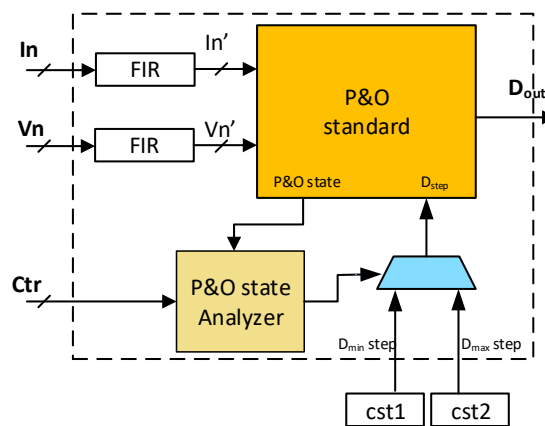 In
FIR
In’
Vn
FIR
Vn’
P&O
standard
P&O state
Dstep
Dout
Ctr
P&O state
Analyzer
Dmin step
Dmax step
cst1
cst2